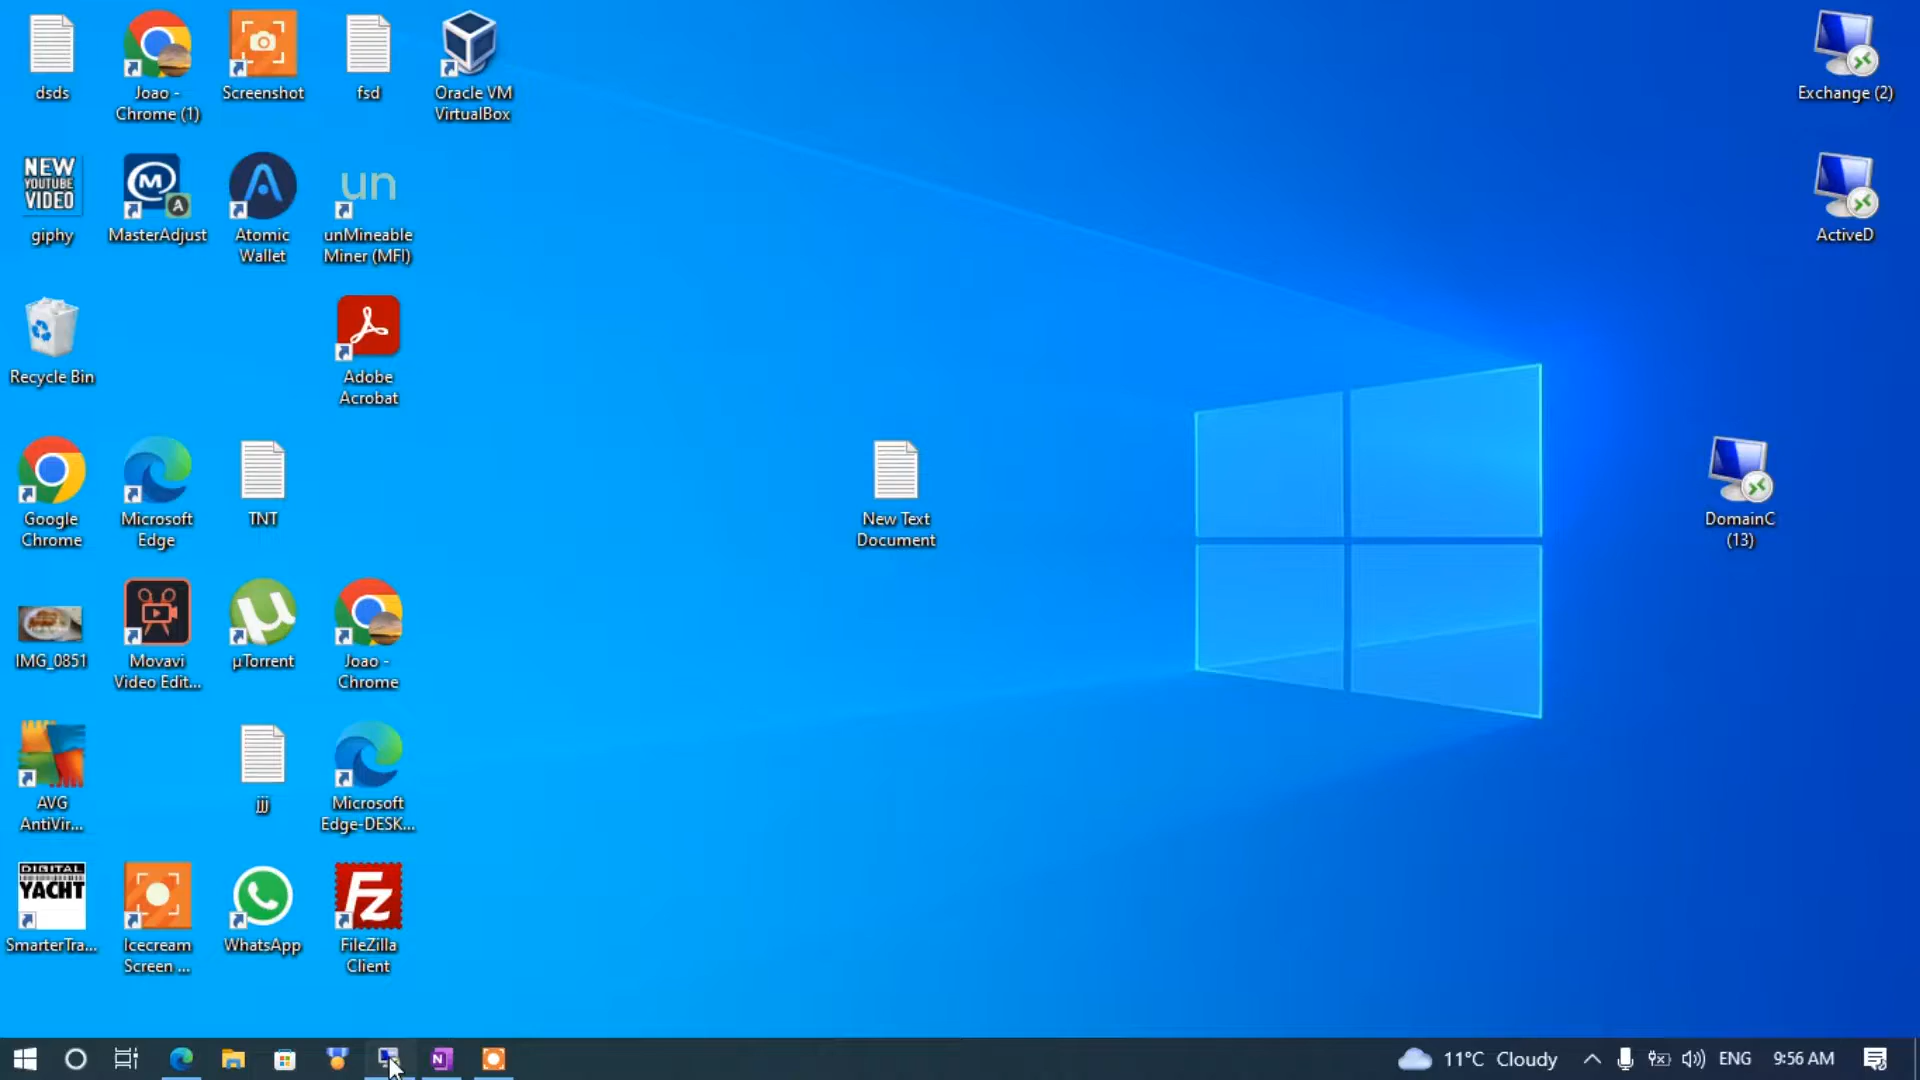 dsds
Joao -
Chrome (1)
Screenshot
fsd
Oracle VM
VirtualBox
Exchange (2)
NEW
YOUTUBE
VIDEO
giphy
M
A
MasterAdjust
Atomic
Wallet
un
unMineable
Miner (MFI)
ActiveD
Recycle Bin
Adobe
Acrobat
Google
Chrome
Microsoft
Edge
TNT
New Text
Document
DomainC
(13)
IMG_0851
Movavi
Video Edit...
µ
µTorrent
Joao -
Chrome
AVG
AntiVir...
jjj
Microsoft
Edge-DESK...
DIGITAL
YACHT
SmarterTra...
Icecream
Screen ...
WhatsApp
Fz
FileZilla
Client
N
11°C Cloudy
ENG
9:56 AM